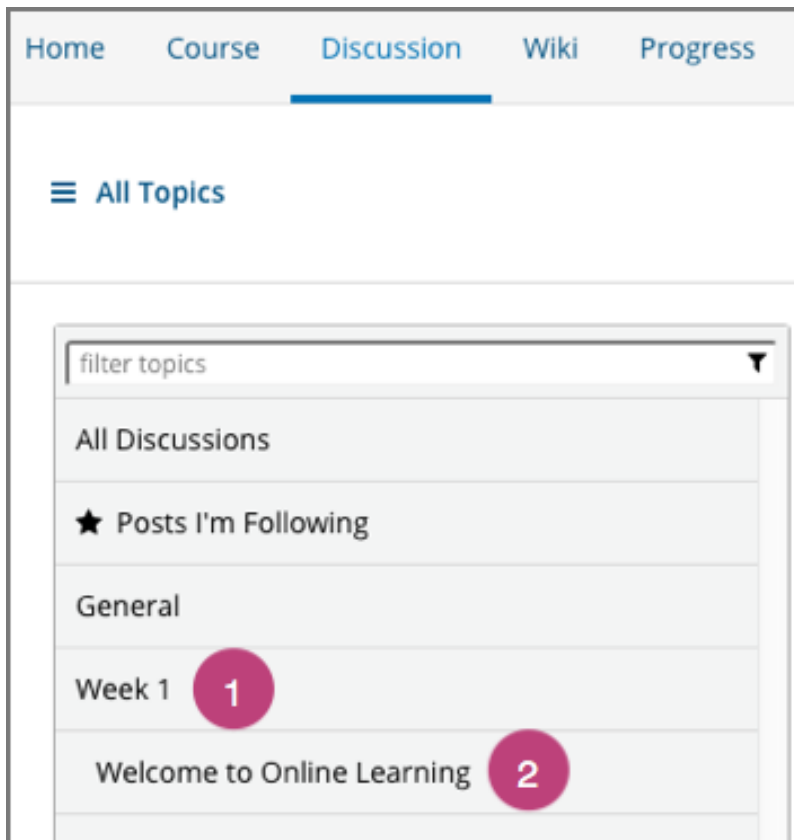 Home Course Discussion Wiki Progress
All Topics
filter topics
All Discussions
Posts I'm Following
General
Week 1 1
Welcome to Online Learning 2